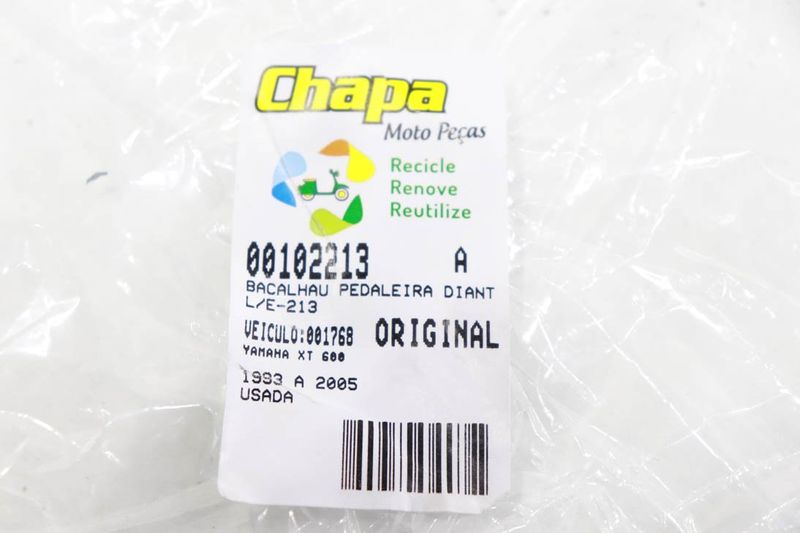 Chapa
Moto Peças
Recicle
Renove
Reutilize
00102213 A
BACALHAU PEDALEIRA DIANT
L/E-213
VEICULO:001768 ORIGINAL
YAMAHA XT 600
1993 A 2005
USADA